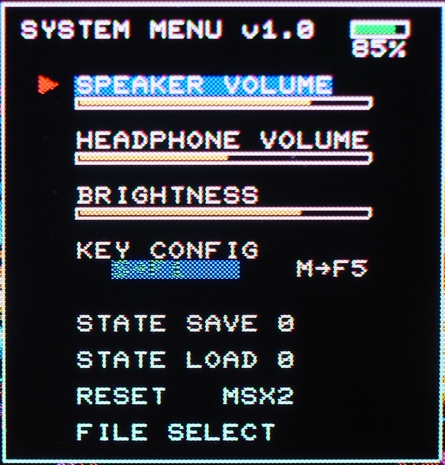 SYSTEM MENU v1.0
85%
SPEAKER VOLUME
HEADPHONE VOLUME
BRIGHTNESS
KEY CONFIG
M→F5
STATE SAVE 0
STATE LOAD 0
RESET MSX2
FILE SELECT